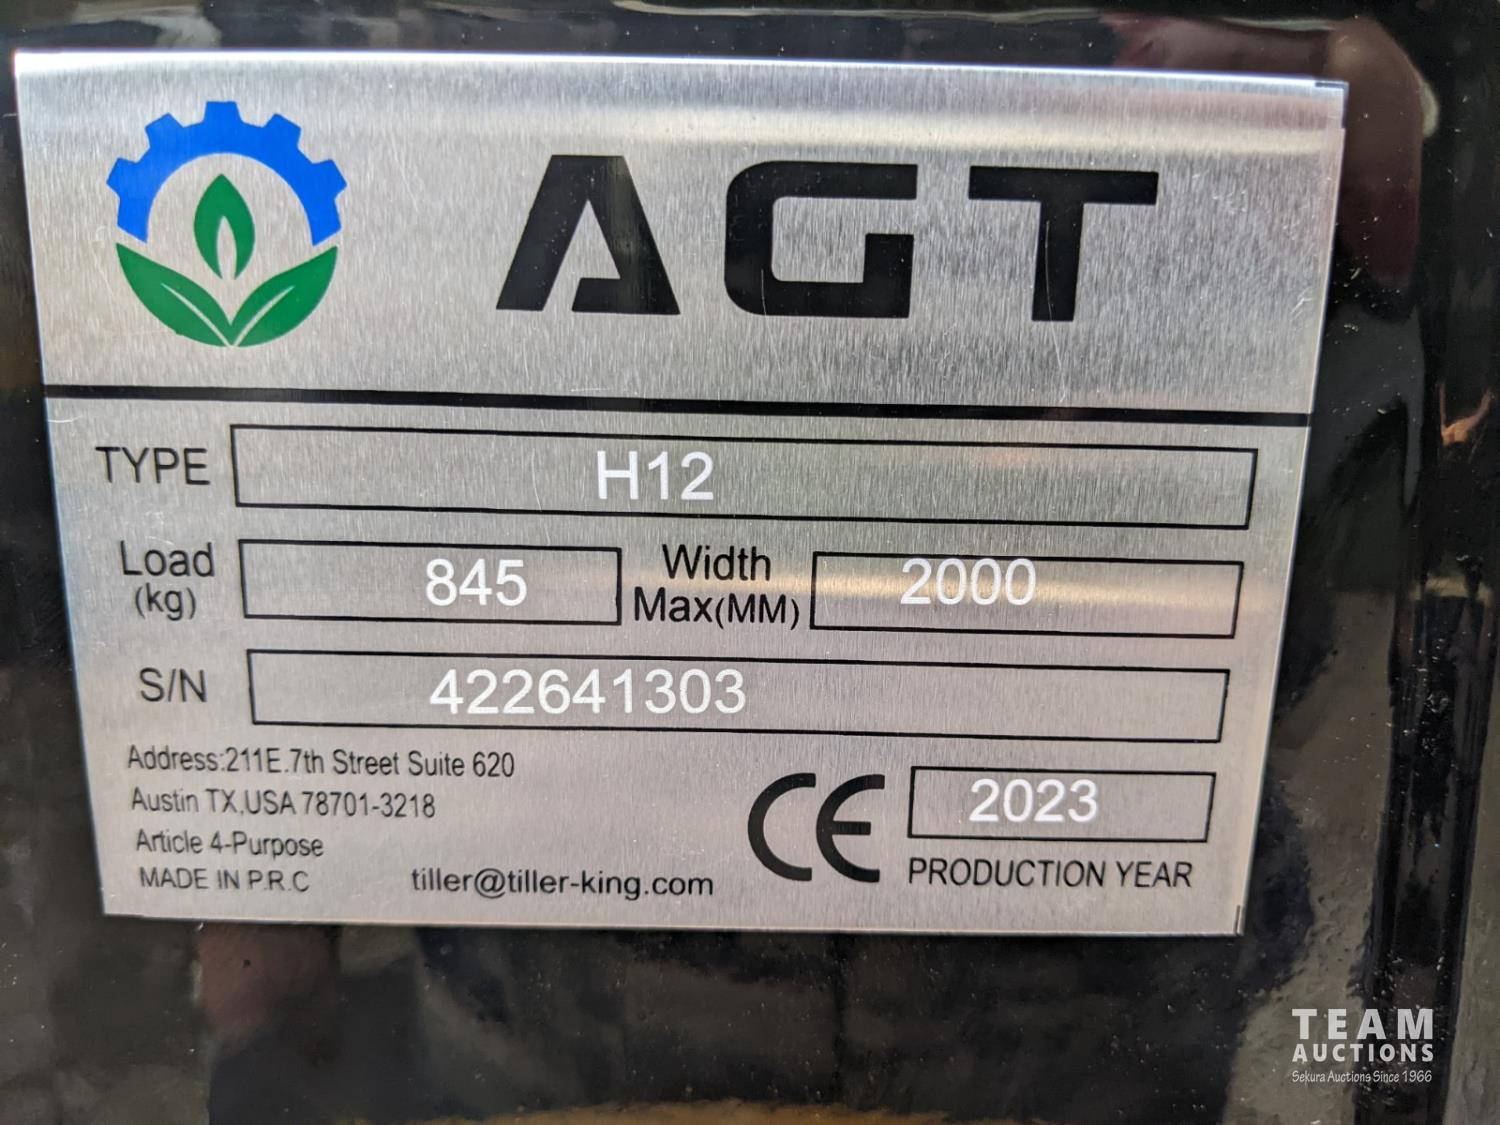 AGT
TYPE H12
Load (kg) 845 Width Max(MM) 2000
S/N 422641303
Address:211E.7th Street Suite 620
Austin TX,USA 78701-3218
Article 4-Purpose
MADE IN P.R.C
tiller@tiller-king.com
CE
2023
PRODUCTION YEAR
TEAM
AUCTIONS
Sekura Auctions Since 1966